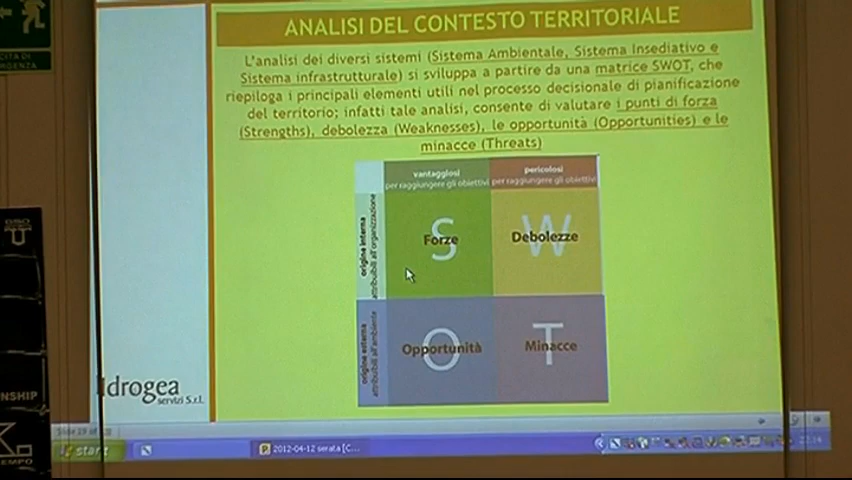 ANALISI DEL CONTESTO TERRITORIALE
L'analisi dei diversi sistemi (Sistema Ambientale, Sistema Insediativo e
Sistema infrastrutturale) si sviluppa a partire da una matrice SWOT, che
riepiloga i principali elementi utili nel processo decisionale di pianificazione
del territorio; infatti tale analisi, consente di valutare i punti di forza
(Strengths), debolezza (Weaknesses), le opportunità (Opportunities) e le
minacce (Threats)
vantaggiosi
per raggiungere gli obiettivi
pericolosi
per raggiungere gli obiettivi
origine interna
attribuibili all'organizzazione
S
Forze
W
Debolezze
origine esterna
attribuibili all'ambiente
O
Opportunità
T
Minacce
Idrogea
servizi S.r.l.
NSHIP
TEMPO
start
2012-04-12 serata [C...
22:14